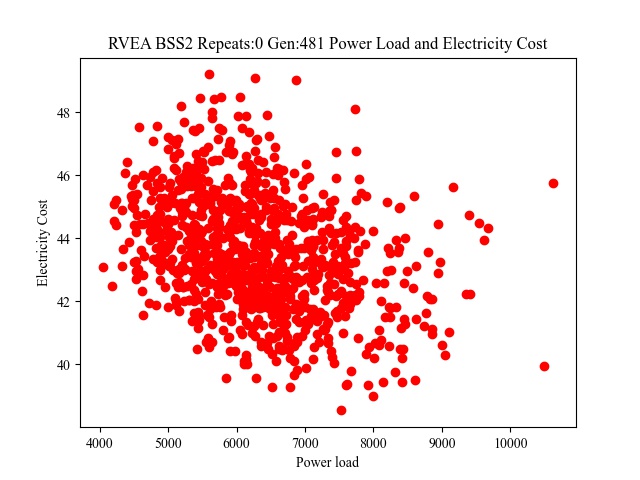 RVEA BSS2 Repeats:0 Gen:481 Power Load and Electricity Cost
48
46
44
42
40
Electricity Cost
4000 5000 6000 7000 8000 9000 10000
Power load